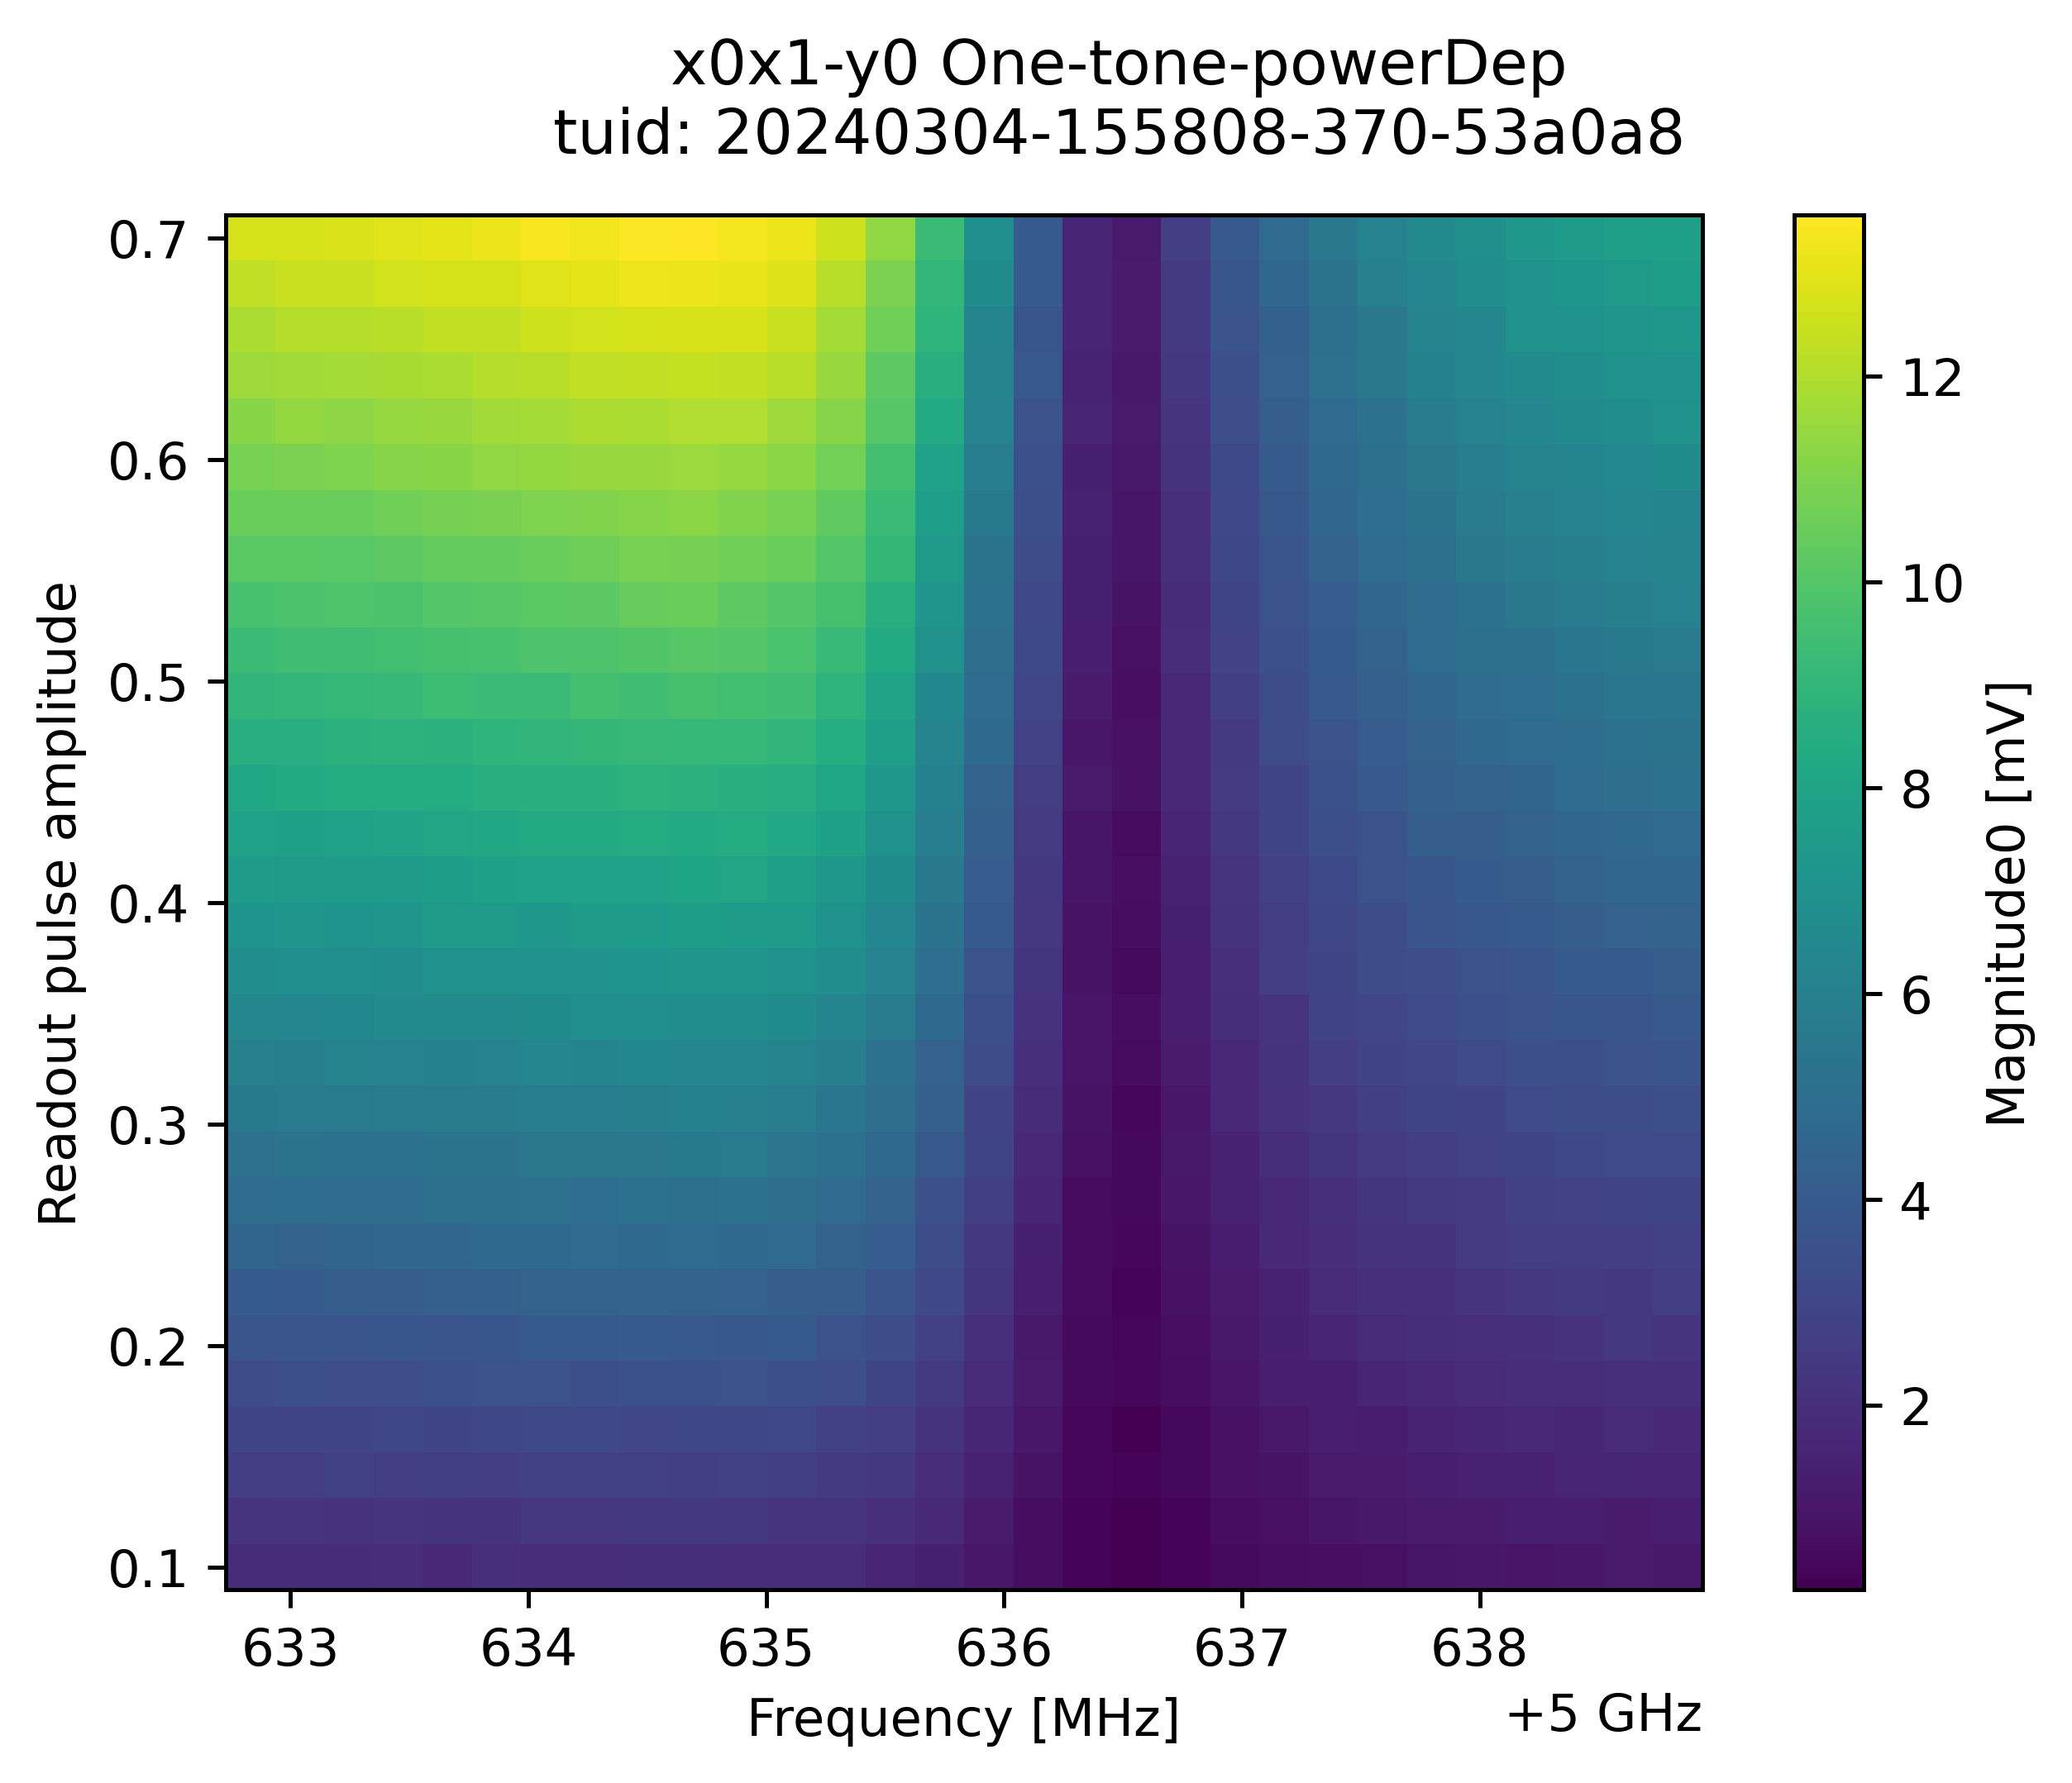 x0x1-y0 One-tone-powerDep
tuid: 20240304-155808-370-53a0a8
Readout pulse amplitude
0.7
0.6
0.5
0.4
0.3
0.2
0.1
633 634 635 636 637 638
Frequency [MHz]
+5 GHz
12
10
8
6
4
2
Magnitude0 [mV]